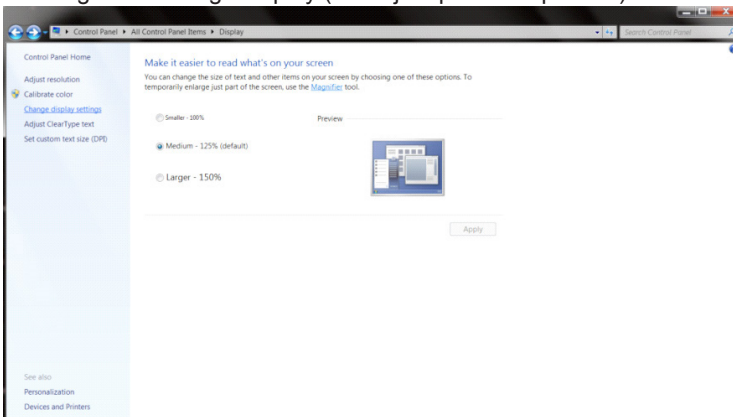 Control Panel ▸ All Control Panel Items ▸ Display
Search Control Panel
Control Panel Home
Adjust resolution
Calibrate color
Change display settings
Adjust ClearType text
Set custom text size (DPI)
Make it easier to read what's on your screen
You can change the size of text and other items on your screen by choosing one of these options. To
temporarily enlarge just part of the screen, use the Magnifier tool.
Smaller - 100%
Preview
Medium - 125% (default)
Larger - 150%
Apply
See also
Personalization
Devices and Printers